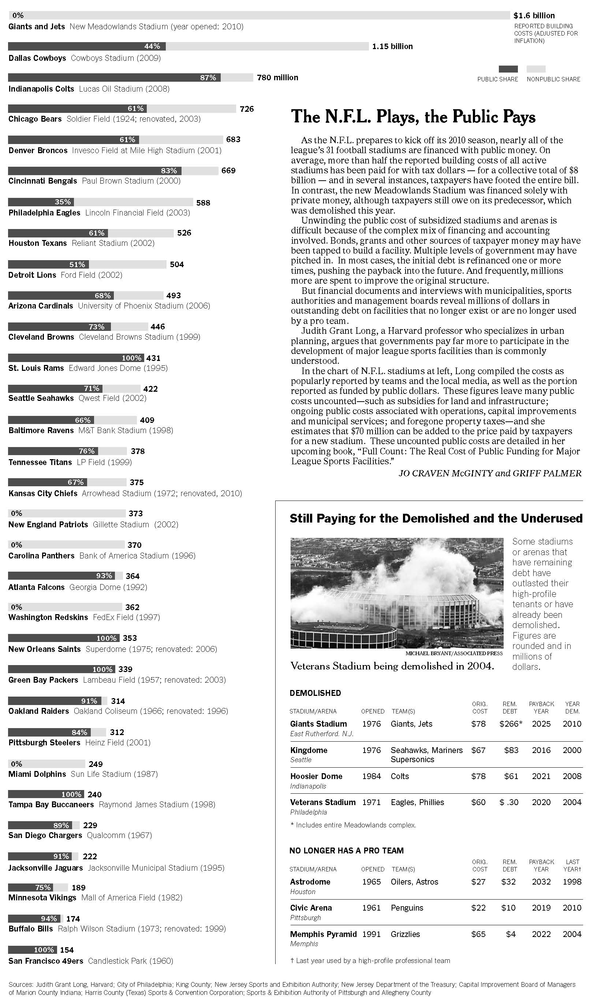 0%
$1.6 billion
Giants and Jets New Meadowlands Stadium (year opened: 2010)
REPORTED BUILDING
COSTS (ADJUSTED FOR
INFLATION)
44%
1.15 billion
Dallas Cowboys Cowboys Stadium (2009)
87%
780 million
Indianapolis Colts Lucas Oil Stadium (2008)
PUBLIC SHARE
NONPUBLIC SHARE
61%
726
Chicago Bears Soldier Field (1924; renovated, 2003)
61%
683
Denver Broncos Invesco Field at Mile High Stadium (2001)
83%
669
Cincinnati Bengals Paul Brown Stadium (2000)
35%
588
Philadelphia Eagles Lincoln Financial Field (2003)
61%
526
Houston Texans Reliant Stadium (2002)
51%
504
Detroit Lions Ford Field (2002)
68%
493
Arizona Cardinals University of Phoenix Stadium (2006)
73%
446
Cleveland Browns Cleveland Browns Stadium (1999)
100%
431
St. Louis Rams Edward Jones Dome (1995)
71%
422
Seattle Seahawks Qwest Field (2002)
66%
409
Baltimore Ravens M&T Bank Stadium (1998)
76%
378
Tennessee Titans LP Field (1999)
67%
375
Kansas City Chiefs Arrowhead Stadium (1972; renovated, 2010)
0%
373
New England Patriots Gillette Stadium (2002)
0%
370
Carolina Panthers Bank of America Stadium (1996)
93%
364
Atlanta Falcons Georgia Dome (1992)
0%
362
Washington Redskins FedEx Field (1997)
100%
353
New Orleans Saints Superdome (1975; renovated: 2006)
100%
339
Green Bay Packers Lambeau Field (1957; renovated: 2003)
91%
314
Oakland Raiders Oakland Coliseum (1966; renovated: 1996)
84%
312
Pittsburgh Steelers Heinz Field (2001)
0%
249
Miami Dolphins Sun Life Stadium (1987)
100%
240
Tampa Bay Buccaneers Raymond James Stadium (1998)
89%
229
San Diego Chargers Qualcomm (1967)
91%
222
Jacksonville Jaguars Jacksonville Municipal Stadium (1995)
75%
189
Minnesota Vikings Mall of America Field (1982)
94%
174
Buffalo Bills Ralph Wilson Stadium (1973; renovated: 1999)
100%
154
San Francisco 49ers Candlestick Park (1960)
The N.F.L. Plays, the Public Pays
As the N.F.L. prepares to kick off its 2010 season, nearly all of the
league's 31 football stadiums are financed with public money. On
average, more than half the reported building costs of all active
stadiums has been paid for with tax dollars — for a collective total of $8
billion — and in several instances, taxpayers have footed the entire bill.
In contrast, the new Meadowlands Stadium was financed solely with
private money, although taxpayers still owe on its predecessor, which
was demolished this year.
Unwinding the public cost of subsidized stadiums and arenas is
difficult because of the complex mix of financing and accounting
involved. Bonds, grants and other sources of taxpayer money may have
been tapped to build a facility. Multiple levels of government may have
pitched in. In most cases, the initial debt is refinanced one or more
times, pushing the payback into the future. And frequently, millions
more are spent to improve the original structure.
But financial documents and interviews with municipalities, sports
authorities and management boards reveal millions of dollars in
outstanding debt on facilities that no longer exist or are no longer used
by a pro team.
Judith Grant Long, a Harvard professor who specializes in urban
planning, argues that governments pay far more to participate in the
development of major league sports facilities than is commonly
understood.
In the chart of N.F.L. stadiums at left, Long compiled the costs as
popularly reported by teams and the local media, as well as the portion
reported as funded by public dollars. These figures leave many public
costs uncounted—such as subsidies for land and infrastructure;
ongoing public costs associated with operations, capital improvements
and municipal services; and foregone property taxes—and she
estimates that $70 million can be added to the price paid by taxpayers
for a new stadium. These uncounted public costs are detailed in her
upcoming book, “Full Count: The Real Cost of Public Funding for Major
League Sports Facilities.”
JO CRAVEN McGINTY and GRIFF PALMER
Still Paying for the Demolished and the Underused
Some stadiums
or arenas that
have remaining
debt have
outlasted their
high-profile
tenants or have
already been
demolished.
Figures are
rounded and in
millions of
dollars.
MICHAEL BRYANT/ASSOCIATED PRESS
Veterans Stadium being demolished in 2004.
DEMOLISHED
ORIG. REM. PAYBACK YEAR
STADIUM/ARENA OPENED TEAM(S) COST DEBT YEAR DEM.
Giants Stadium 1976 Giants, Jets $78 $266* 2025 2010
East Rutherford. N.J.
Kingdome 1976 Seahawks, Mariners $67 $83 2016 2000
Seattle Supersonics
Hoosier Dome 1984 Colts $78 $61 2021 2008
Indianapolis
Veterans Stadium 1971 Eagles, Phillies $60 $ .30 2020 2004
Philadelphia
* Includes entire Meadowlands complex.
NO LONGER HAS A PRO TEAM
ORIG. REM. PAYBACK LAST
STADIUM/ARENA OPENED TEAM(S) COST DEBT YEAR YEAR†
Astrodome 1965 Oilers, Astros $27 $32 2032 1998
Houston
Civic Arena 1961 Penguins $22 $10 2019 2010
Pittsburgh
Memphis Pyramid 1991 Grizzlies $65 $4 2022 2004
Memphis
† Last year used by a high-profile professional team
Sources: Judith Grant Long, Harvard; City of Philadelphia; King County; New Jersey Sports and Exhibition Authority; New Jersey Department of the Treasury; Capital Improvement Board of Managers
of Marion County Indiana; Harris County (Texas) Sports & Convention Corporation; Sports & Exhibition Authority of Pittsburgh and Allegheny County